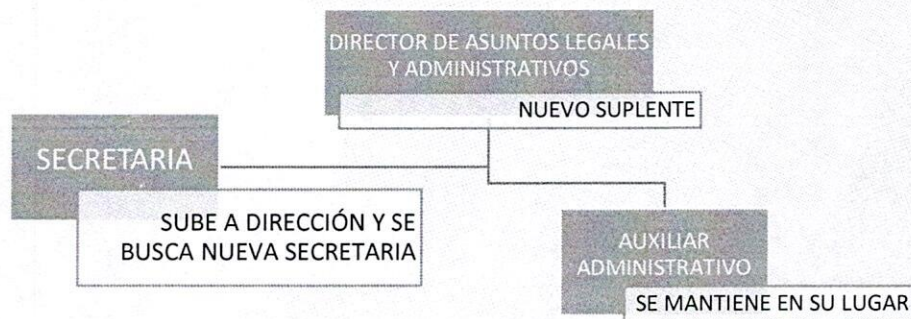 DIRECTOR DE ASUNTOS LEGALES
Y ADMINISTRATIVOS
NUEVO SUPLENTE
SECRETARIA
SUBE A DIRECCIÓN Y SE
BUSCA NUEVA SECRETARIA
AUXILIAR
ADMINISTRATIVO
SE MANTIENE EN SU LUGAR